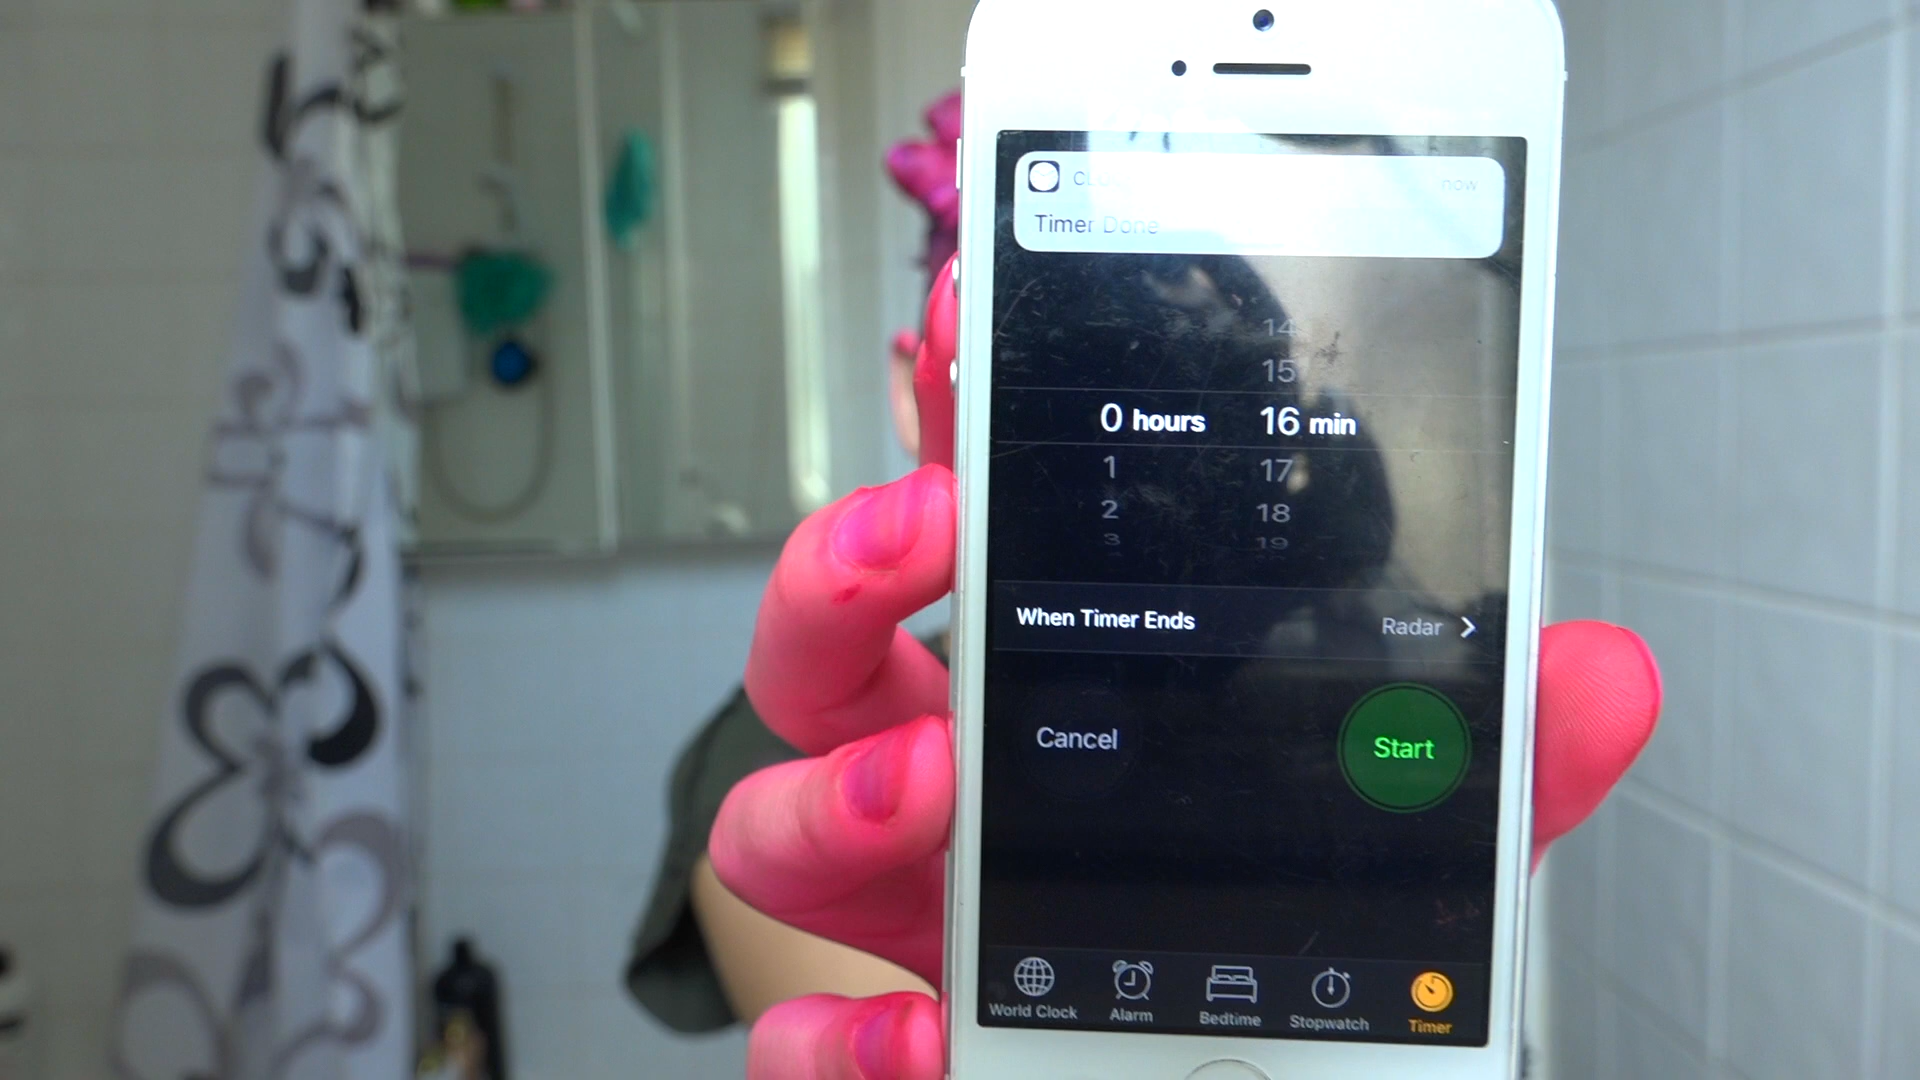 now
Timer Done
14
15
0 hours 16 min
1 17
2 18
3 19
When Timer Ends Radar
Cancel Start
World Clock Alarm Bedtime Stopwatch Timer